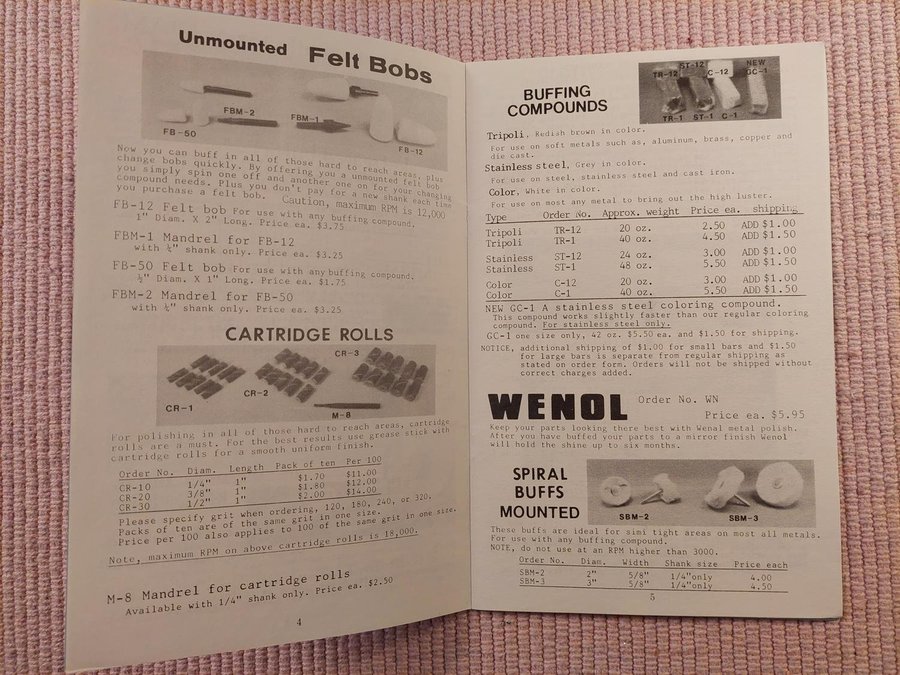 Unmounted Felt Bobs
FBM-2
FBM-1
FB-50
FB-12
Now you can buff in all of those hard to reach areas, plus
change bobs quickly. By offering you a unmounted felt bob
you simply spin one off and another one on for your changing
compound needs. Plus you don't pay for a new shank each time
you purchase a felt bob. Caution, maximum RPM is 12,000
FB-12 Felt bob For use with any buffing compound.
1" Diam. X 2" Long. Price ea. $3.75
FBM-1 Mandrel for FB-12
with ¼" shank only. Price ea. $3.25
FB-50 Felt bob For use with any buffing compound.
½" Diam. X 1" Long. Price ea. $1.75
FBM-2 Mandrel for FB-50
with ¼" shank only. Price ea. $3.25
CARTRIDGE ROLLS
CR-3
CR-2
CR-1
M-8
For polishing in all of those hard to reach areas, cartridge
rolls are a must. For the best results use grease stick with
cartridge rolls for a smooth uniform finish.
Order No. Diam. Length Pack of ten Per 100
CR-10 1/4" 1" $1.70 $11.00
CR-20 3/8" 1" $1.80 $12.00
CR-30 1/2" 1" $2.00 $14.00
Please specify grit when ordering, 120, 180, 240, or 320.
Packs of ten are of the same grit in one size.
Price per 100 also applies to 100 of the same grit in one size.
Note, maximum RPM on above cartridge rolls is 18,000.
M-8 Mandrel for cartridge rolls
Available with 1/4" shank only. Price ea. $2.50
4
BUFFING
COMPOUNDS
ST-12 NEW
TR-12 C-12 GC-1
TR-1 ST-1 C-1
Tripoli, Redish brown in color.
For use on soft metals such as, aluminum, brass, copper and
die cast.
Stainless steel, Grey in color.
For use on steel, stainless steel and cast iron.
Color, White in color.
For use on most any metal to bring out the high luster.
Type Order No. Approx. weight Price ea. shipping
Tripoli TR-12 20 oz. 2.50 ADD $1.00
Tripoli TR-1 40 oz. 4.50 ADD $1.50
Stainless ST-12 24 oz. 3.00 ADD $1.00
Stainless ST-1 48 oz. 5.50 ADD $1.50
Color C-12 20 oz. 3.00 ADD $1.00
Color C-1 40 oz. 5.50 ADD $1.50
NEW GC-1 A stainless steel coloring compound.
This compound works slightly faster than our regular coloring
compound. For stainless steel only.
GC-1 one size only, 42 oz. $5.50 ea. and $1.50 for shipping.
NOTICE, additional shipping of $1.00 for small bars and $1.50
for large bars is separate from regular shipping as
stated on order form. Orders will not be shipped without
correct charges added.
WENOL Order No. WN
Price ea. $5.95
Keep your parts looking there best with Wenol metal polish.
After you have buffed your parts to a mirror finish Wenol
will hold the shine up to six months.
SPIRAL
BUFFS
MOUNTED
SBM-2 SBM-3
These buffs are ideal for simi tight areas on most all metals.
For use with any buffing compound.
NOTE, do not use at an RPM higher than 3000.
Order No. Diam. Width Shank size Price each
SBM-2 2" 5/8" 1/4"only 4.00
SBM-3 3" 5/8" 1/4"only 4.50
5